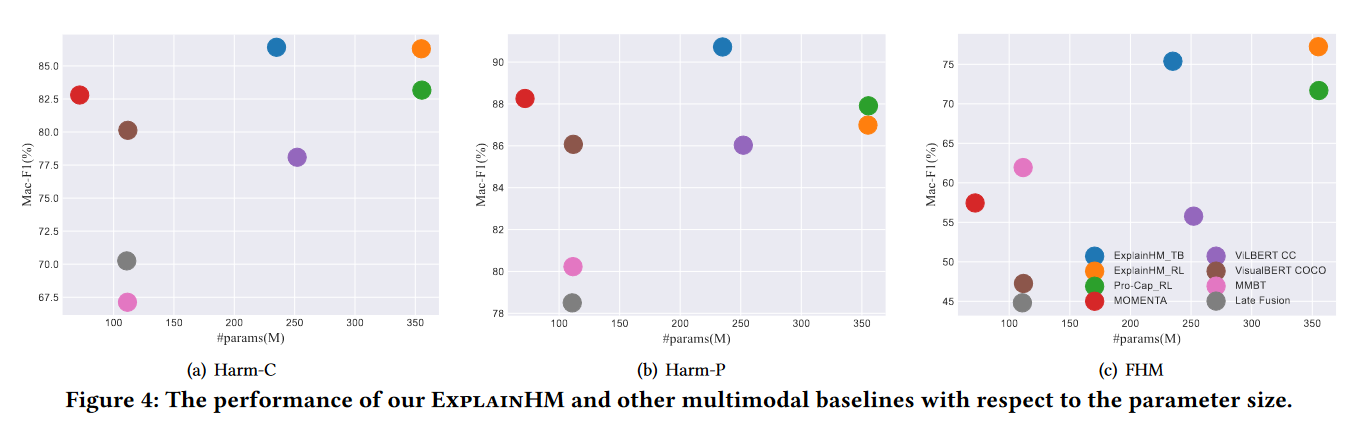 85.0
82.5
80.0
77.5
75.0
72.5
70.0
67.5
Mac-F1(%)
100 150 200 250 300 350
#params(M)
(a) Harm-C
90
88
86
84
82
80
78
Mac-F1(%)
100 150 200 250 300 350
#params(M)
(b) Harm-P
75
70
65
60
55
50
45
Mac-F1(%)
ExplainHM_TB
ExplainHM_RL
Pro-Cap_RL
MOMENTA
ViLBERT CC
VisualBERT COCO
MMBT
Late Fusion
100 150 200 250 300 350
#params(M)
(c) FHM
Figure 4: The performance of our ExplainHM and other multimodal baselines with respect to the parameter size.